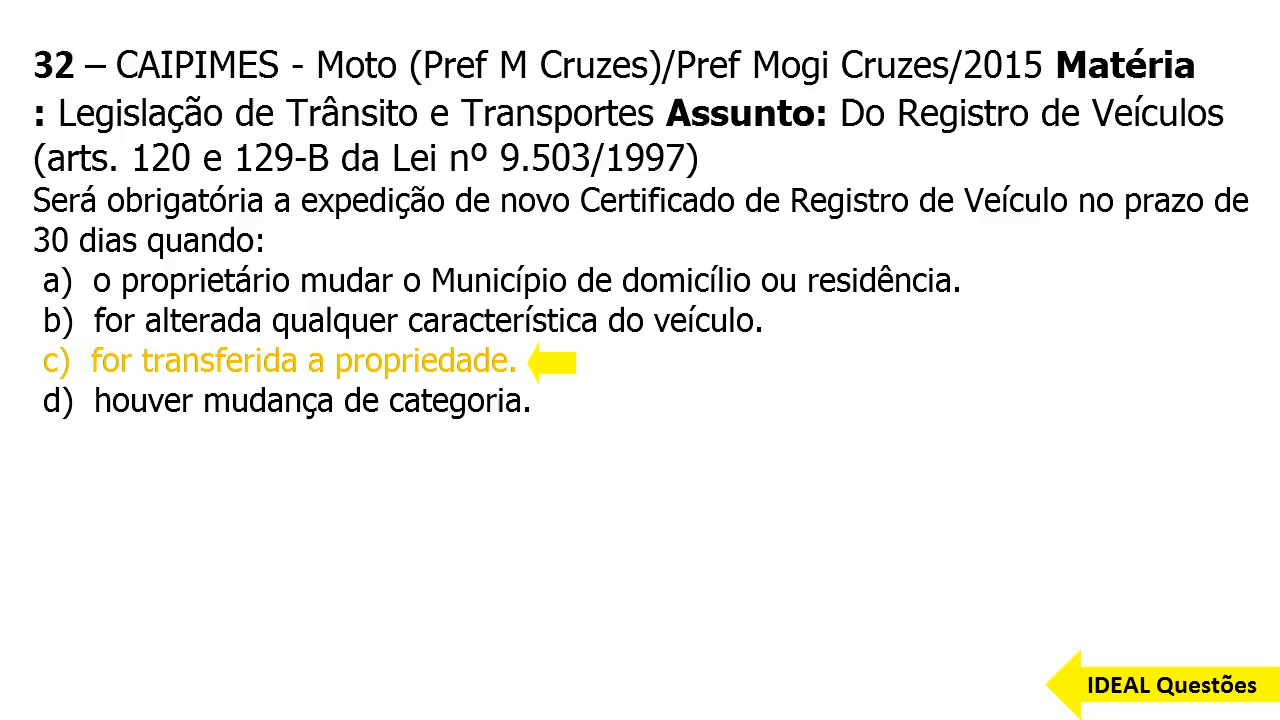 32 – CAIPIMES - Moto (Pref M Cruzes)/Pref Mogi Cruzes/2015 Matéria
: Legislação de Trânsito e Transportes Assunto: Do Registro de Veículos
(arts. 120 e 129-B da Lei nº 9.503/1997)
Será obrigatória a expedição de novo Certificado de Registro de Veículo no prazo de
30 dias quando:
a) o proprietário mudar o Município de domicílio ou residência.
b) for alterada qualquer característica do veículo.
c) for transferida a propriedade.
d) houver mudança de categoria.
IDEAL Questões